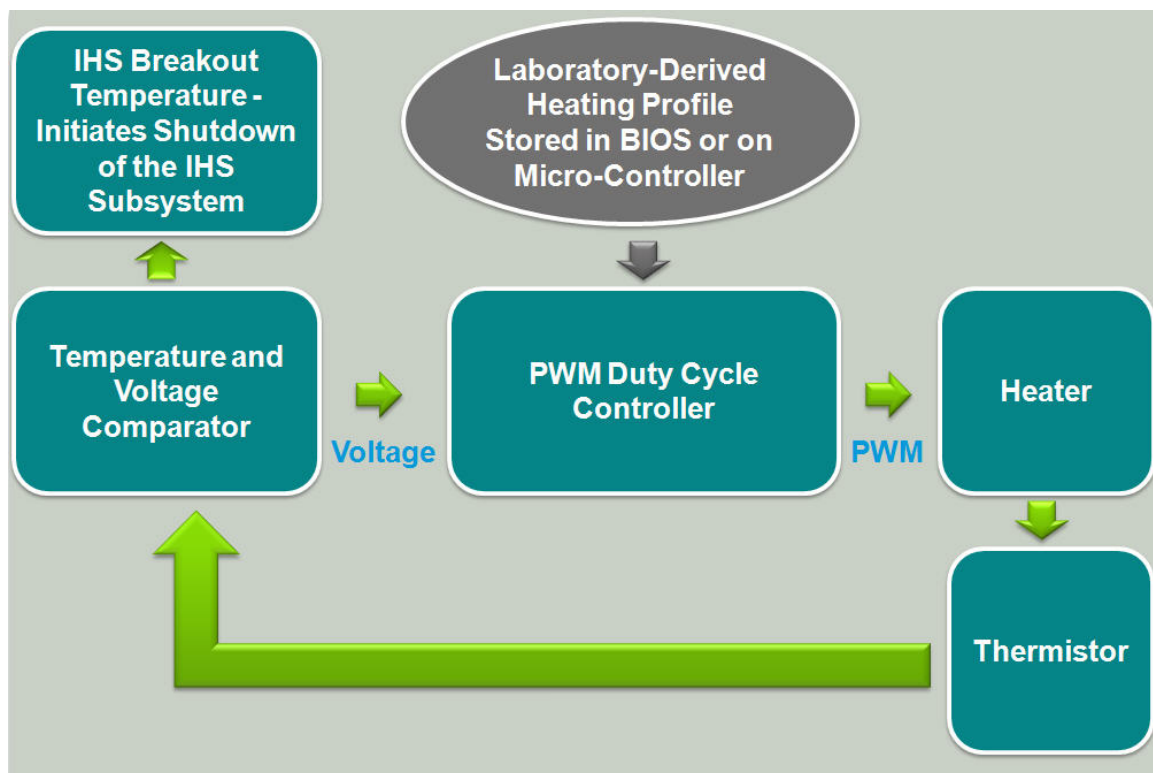 IHS Breakout
Temperature -
Initiates Shutdown
of the IHS
Subsystem
Laboratory-Derived
Heating Profile
Stored in BIOS or on
Micro-Controller
Temperature and
Voltage
Comparator
Voltage
PWM Duty Cycle
Controller
PWM
Heater
Thermistor